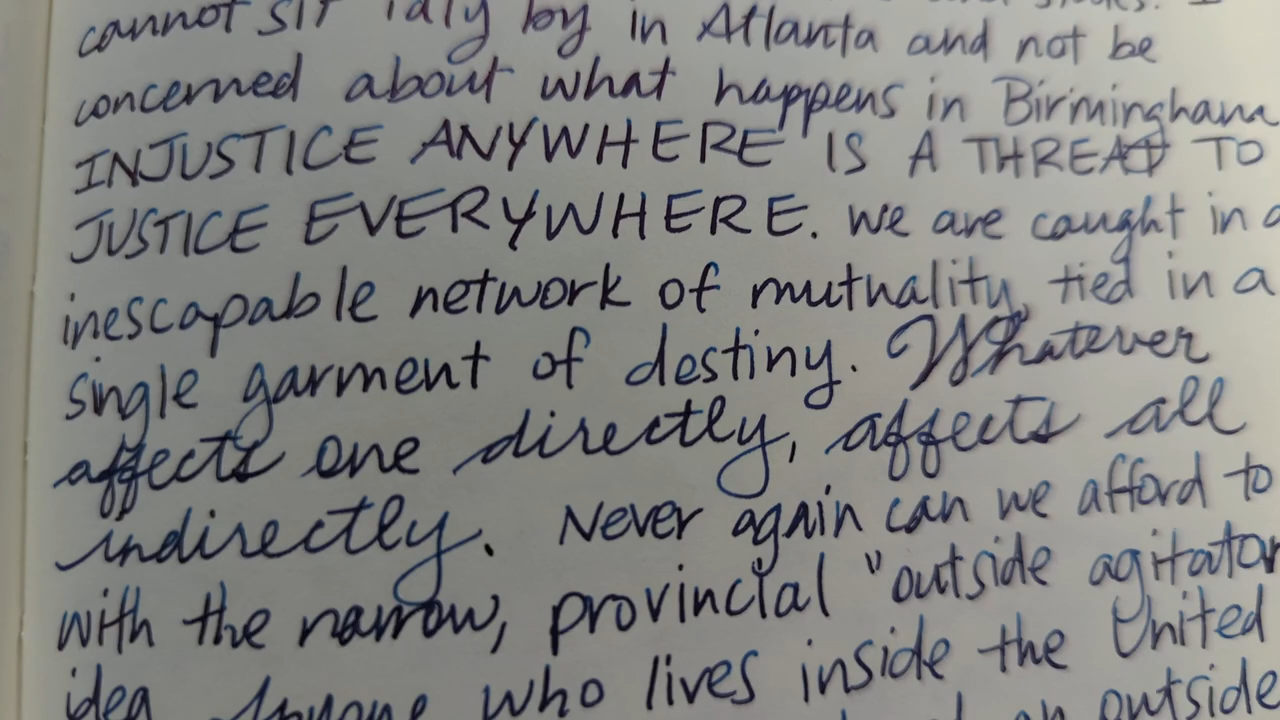 cannot sit idly by in Atlanta and not be
concerned about what happens in Birmingham
INJUSTICE ANYWHERE IS A THREAT TO
JUSTICE EVERYWHERE. We are caught in a
inescapable network of mutuality, tied in a
single garment of destiny. Whatever
affects one directly, affects all
indirectly. Never again can we afford to
with the narrow, provincial "outside agitator
idea. Anyone who lives inside the United
an outside